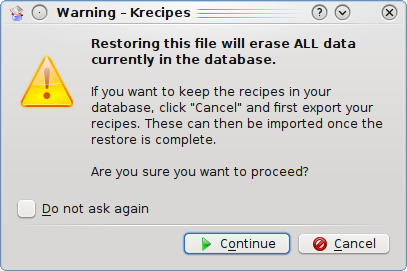 Warning – Krecipes
Restoring this file will erase ALL data
currently in the database.
If you want to keep the recipes in your
database, click "Cancel" and first export your
recipes. These can then be imported once the
restore is complete.
Are you sure you want to proceed?
Do not ask again
Continue
Cancel